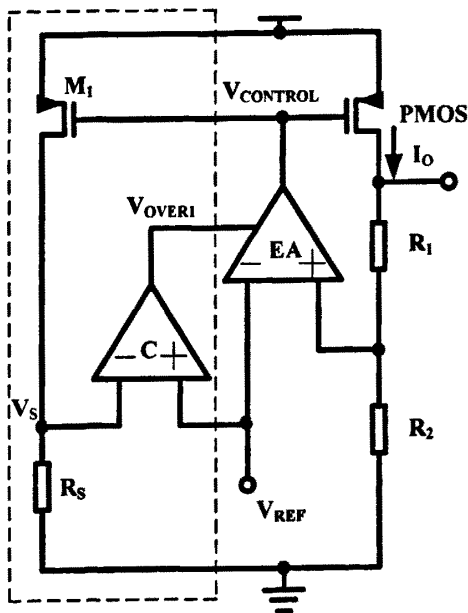 M1
VCONTROL
PMOS
IO
VOVER1
EA
− +
R1
− C +
VS
R2
RS
VREF